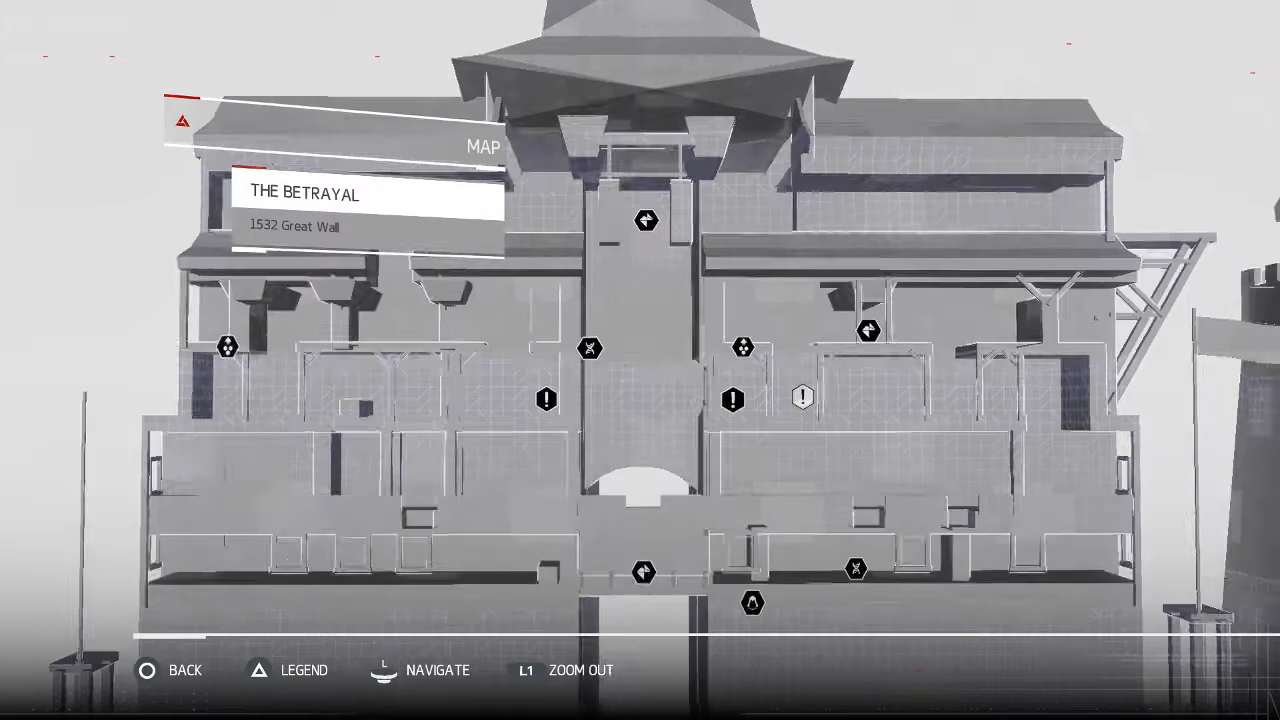 MAP
THE BETRAYAL
1532 Great Wall
BACK
LEGEND
L
NAVIGATE
L1 ZOOM OUT